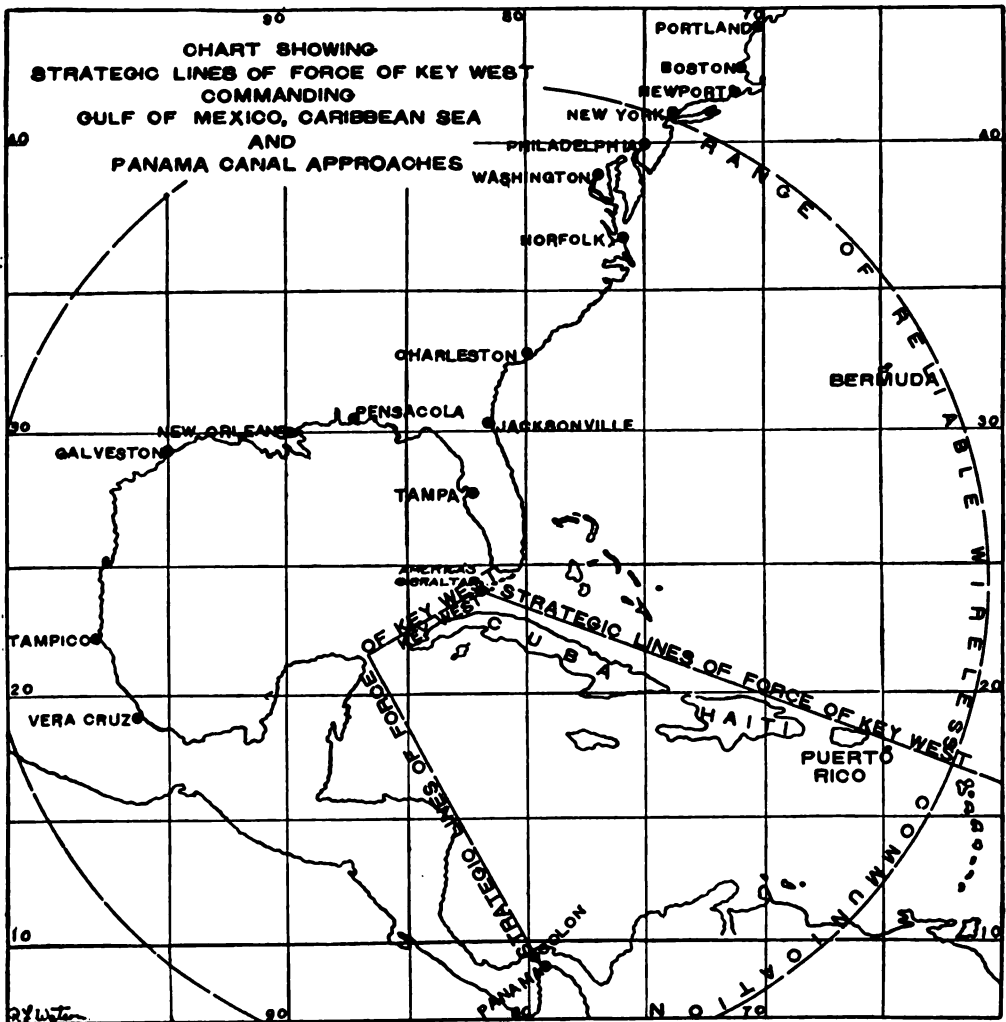 90
80
70
CHART SHOWING
STRATEGIC LINES OF FORCE OF KEY WEST
COMMANDING
GULF OF MEXICO, CARIBBEAN SEA
AND
PANAMA CANAL APPROACHES
PORTLAND
BOSTON
NEWPORT
NEW YORK
40
PHILADELPHIA
40
WASHINGTON
NORFOLK
RANGE OF RELIABLE WIRELESS COMMUNICATION
CHARLESTON
BERMUDA
PENSACOLA
NEW ORLEANS
JACKSONVILLE
30
30
GALVESTON
TAMPA
AMERICA'S
GIBRALTAR
KEY WEST
STRATEGIC LINES OF FORCE OF KEY WEST
STRATEGIC LINES OF FORCE OF KEY WEST
CUBA
TAMPICO
20
20
VERA CRUZ
HAITI
PUERTO
RICO
COLON
10
10
PANAMA
90
80
70